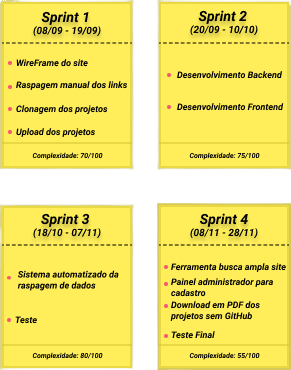 Sprint 1
(08/09 - 19/09)
WireFrame do site
Raspagem manual dos links
Clonagem dos projetos
Upload dos projetos
Complexidade: 70/100
Sprint 2
(20/09 - 10/10)
Desenvolvimento Backend
Desenvolvimento Frontend
Complexidade: 75/100
Sprint 3
(18/10 - 07/11)
Sistema automatizado da
raspagem de dados
Teste
Complexidade: 80/100
Sprint 4
(08/11 - 28/11)
Ferramenta busca ampla site
Painel administrador para
cadastro
Download em PDF dos
projetos sem GitHub
Teste Final
Complexidade: 55/100